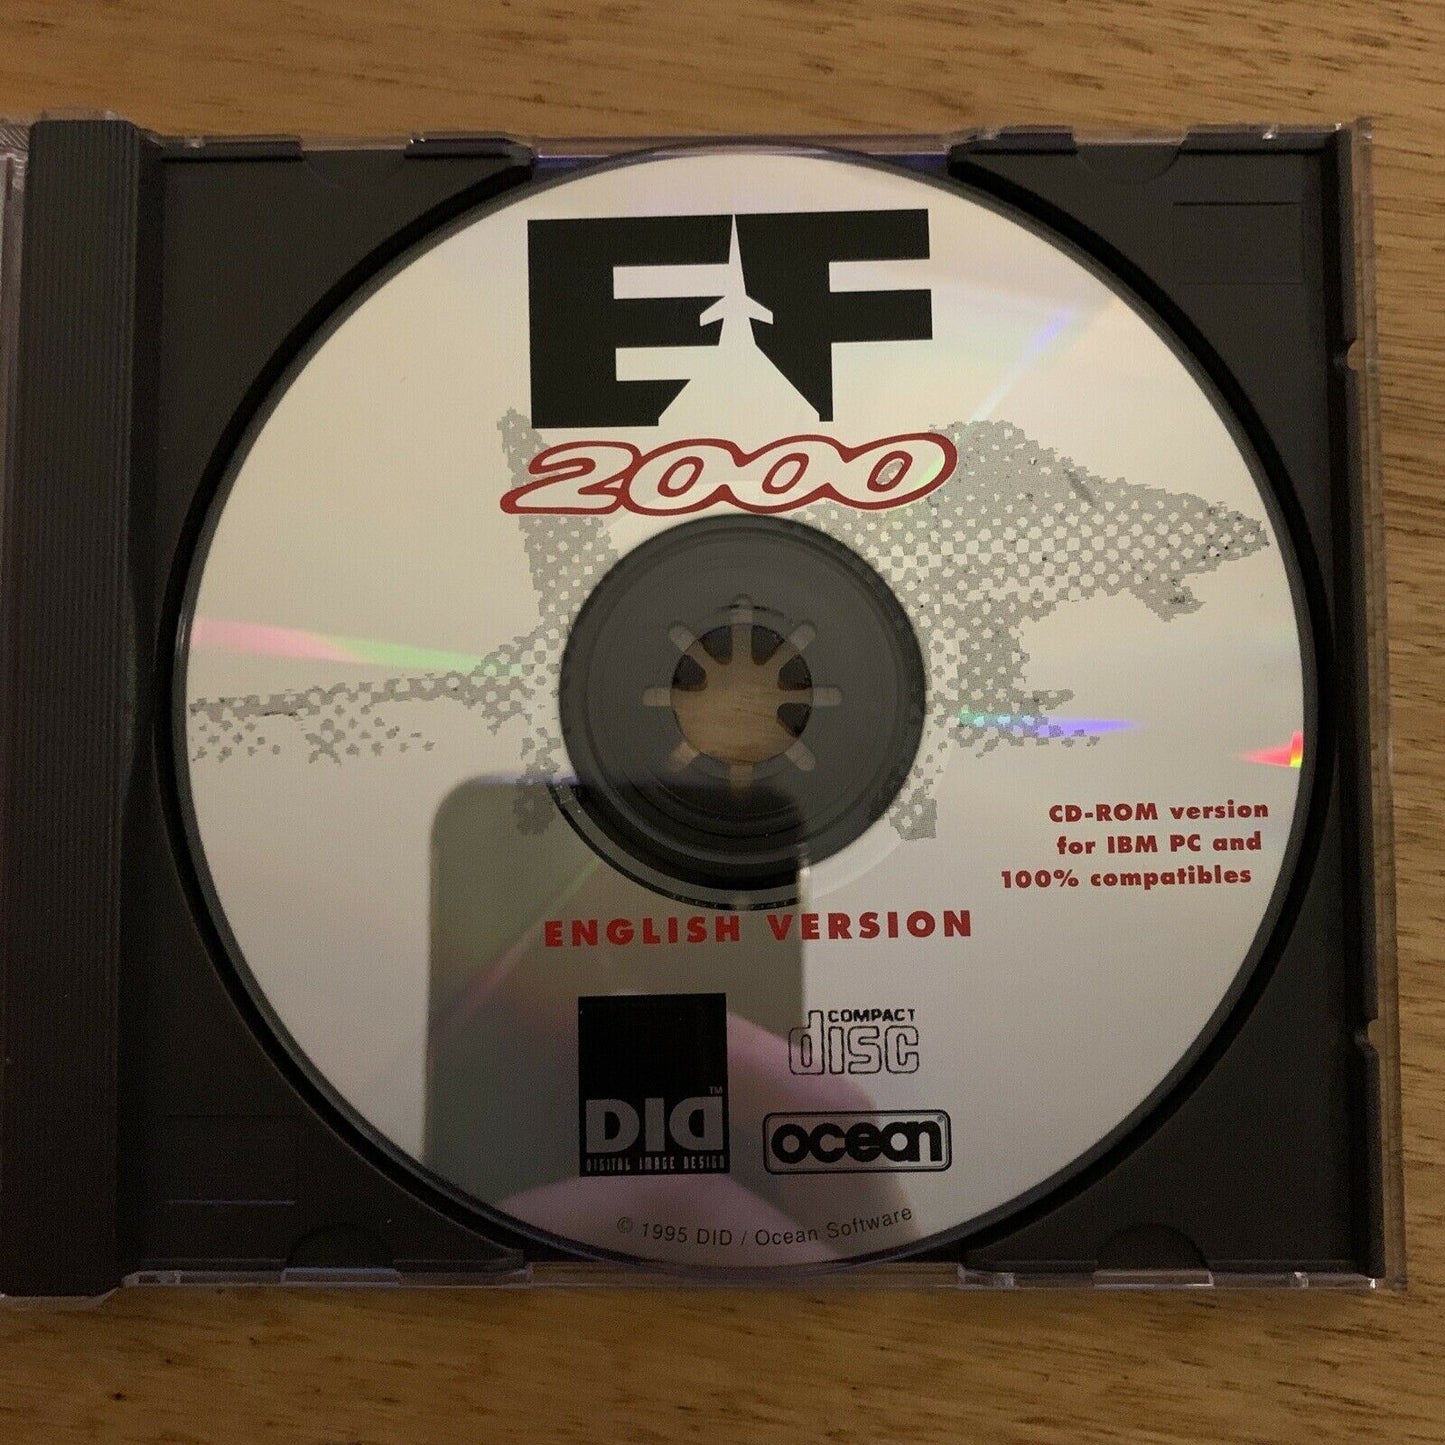 EF
2000
CD-ROM version
for IBM PC and
100% compatibles
ENGLISH VERSION
COMPACT
disc
DID™
DIGITAL IMAGE DESIGN
ocean®
© 1995 DID / Ocean Software